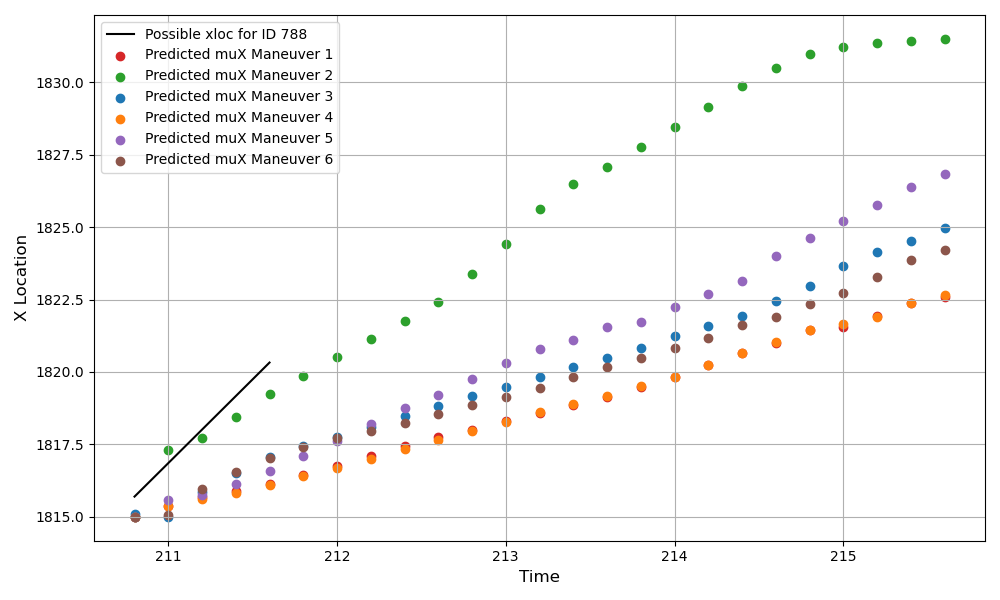 Possible xloc for ID 788
Predicted muX Maneuver 1
Predicted muX Maneuver 2
Predicted muX Maneuver 3
Predicted muX Maneuver 4
Predicted muX Maneuver 5
Predicted muX Maneuver 6
1830.0
1827.5
1825.0
1822.5
1820.0
1817.5
1815.0
X Location
211 212 213 214 215
Time